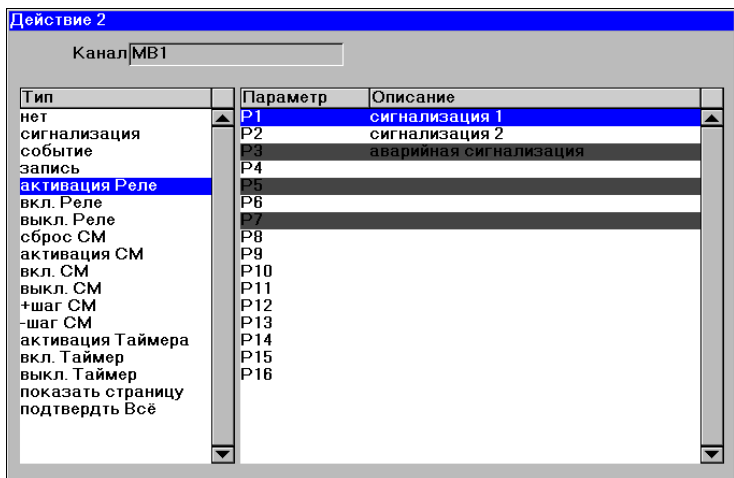 Действие 2
Канал МВ1
Тип
нет
сигнализация
событие
запись
активация Реле
вкл. Реле
выкл. Реле
сброс СМ
активация СМ
вкл. СМ
выкл. СМ
+шаг СМ
-шаг СМ
активация Таймера
вкл. Таймер
выкл. Таймер
показать страницу
подтвердть Всё
Параметр Описание
P1 сигнализация 1
P2 сигнализация 2
P3 аварийная сигнализация
P4
P5
P6
P7
P8
P9
P10
P11
P12
P13
P14
P15
P16